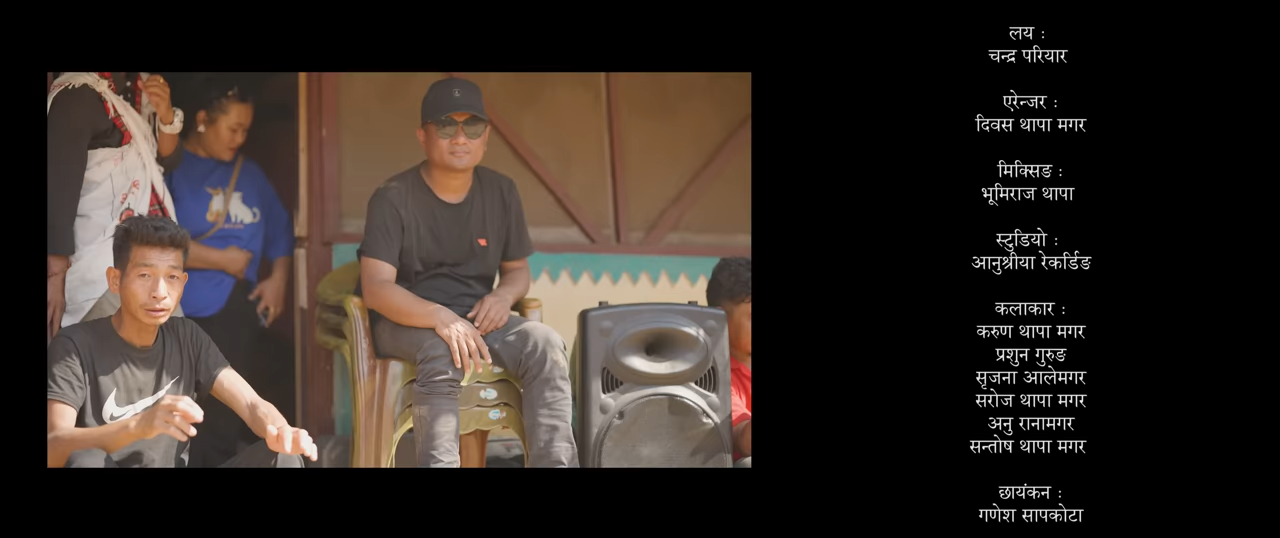 लय :
चन्द्र परियार
एरेन्जर :
दिवस थापा मगर
मिक्सिङ :
भूमिराज थापा
स्टुडियो :
आनुश्रीया रेकर्डिङ
कलाकार :
करुण थापा मगर
प्रशुन गुरुङ
सृजना आलेमगर
सरोज थापा मगर
अनु रानामगर
सन्तोष थापा मगर
छायंकन :
गणेश सापकोटा